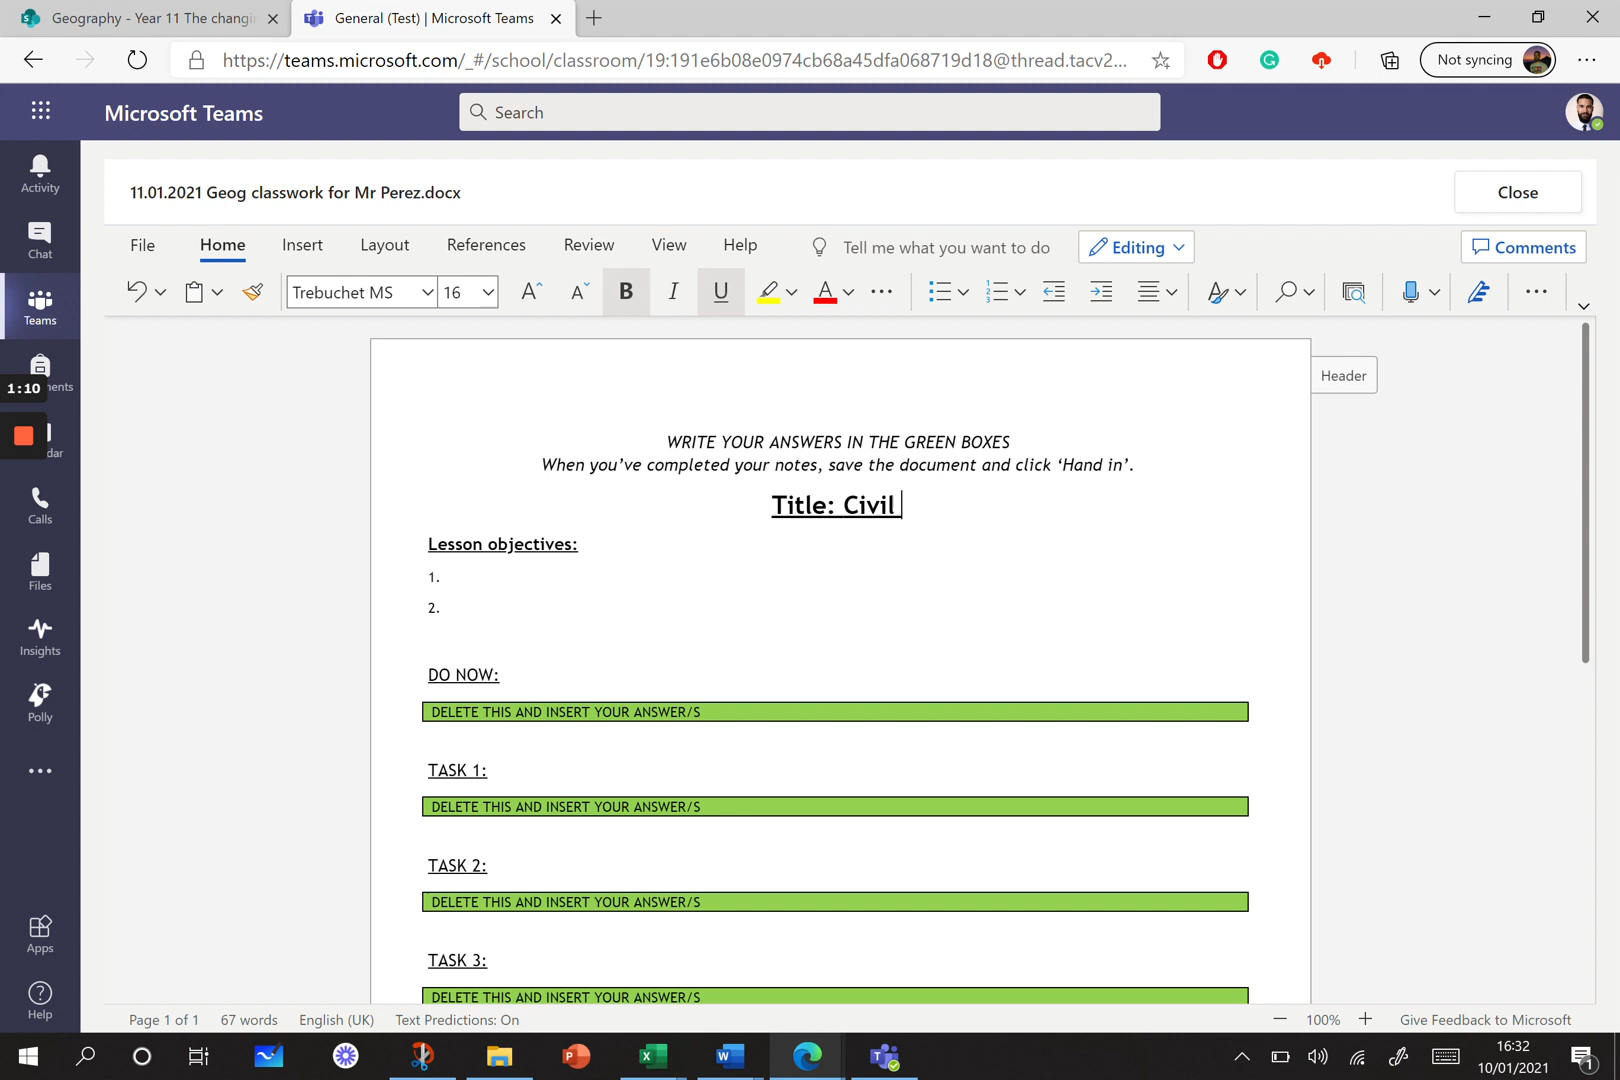 Geography - Year 11 The changi
General (Test) | Microsoft Teams
https://teams.microsoft.com/_#/school/classroom/19:191e6b08e0974cb68a45dfa068719d18@thread.tacv2...
Not syncing
Microsoft Teams
Search
Activity
Chat
Teams
1:10
nents
dar
Calls
Files
Insights
Polly
Apps
Help
11.01.2021 Geog classwork for Mr Perez.docx
Close
File Home Insert Layout References Review View Help Tell me what you want to do Editing Comments
Trebuchet MS 16 A A B I U A
Header
WRITE YOUR ANSWERS IN THE GREEN BOXES
When you've completed your notes, save the document and click ‘Hand in’.
Title: Civil
Lesson objectives:
1.
2.
DO NOW:
DELETE THIS AND INSERT YOUR ANSWER/S
TASK 1:
DELETE THIS AND INSERT YOUR ANSWER/S
TASK 2:
DELETE THIS AND INSERT YOUR ANSWER/S
TASK 3:
DELETE THIS AND INSERT YOUR ANSWER/S
Page 1 of 1 67 words English (UK) Text Predictions: On 100% Give Feedback to Microsoft
16:32
10/01/2021
1